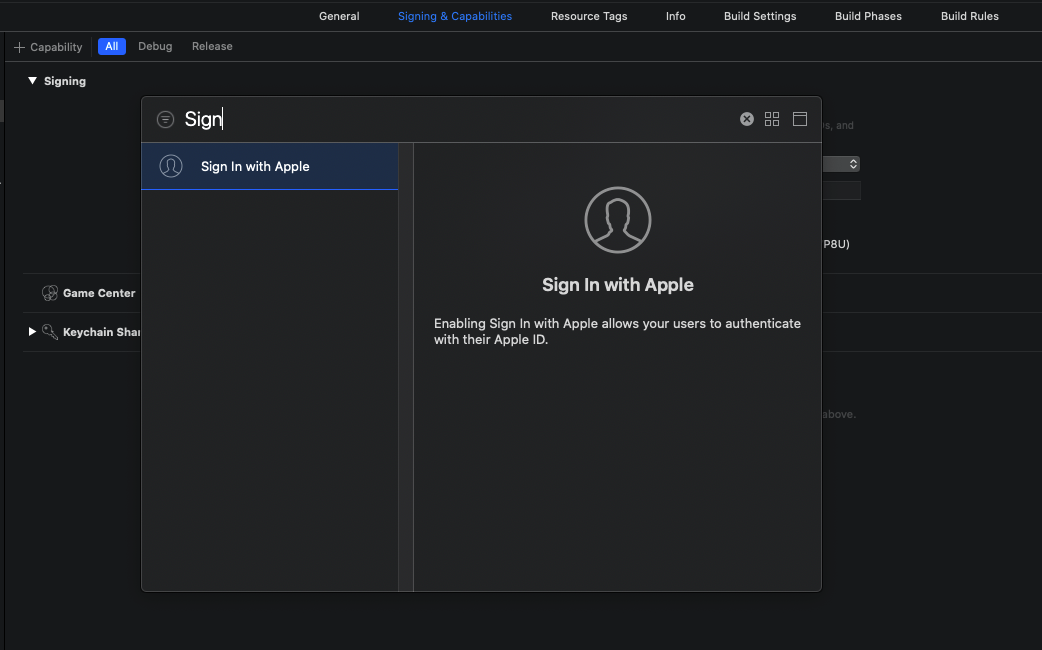 General Signing & Capabilities Resource Tags Info Build Settings Build Phases Build Rules
Capability All Debug Release
Signing
Sign
s, and
Sign In with Apple
P8U)
Sign In with Apple
Game Center
Enabling Sign In with Apple allows your users to authenticate
with their Apple ID.
Keychain Shar
above.